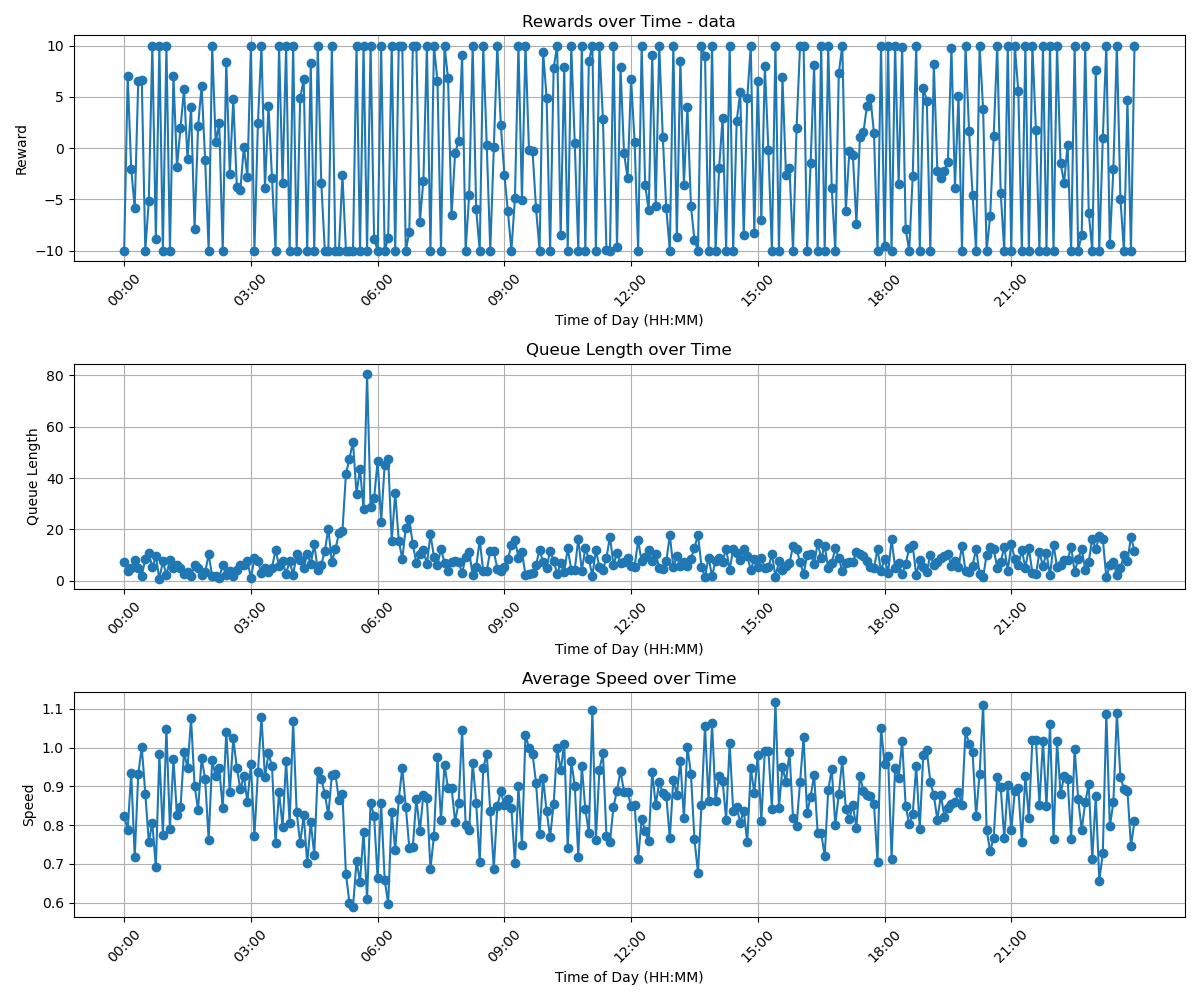 Rewards over Time - data
Reward
10
5
0
−5
−10
00:00 03:00 06:00 09:00 12:00 15:00 18:00 21:00
Time of Day (HH:MM)
Queue Length over Time
Queue Length
80
60
40
20
0
00:00 03:00 06:00 09:00 12:00 15:00 18:00 21:00
Time of Day (HH:MM)
Average Speed over Time
Speed
1.1
1.0
0.9
0.8
0.7
0.6
00:00 03:00 06:00 09:00 12:00 15:00 18:00 21:00
Time of Day (HH:MM)